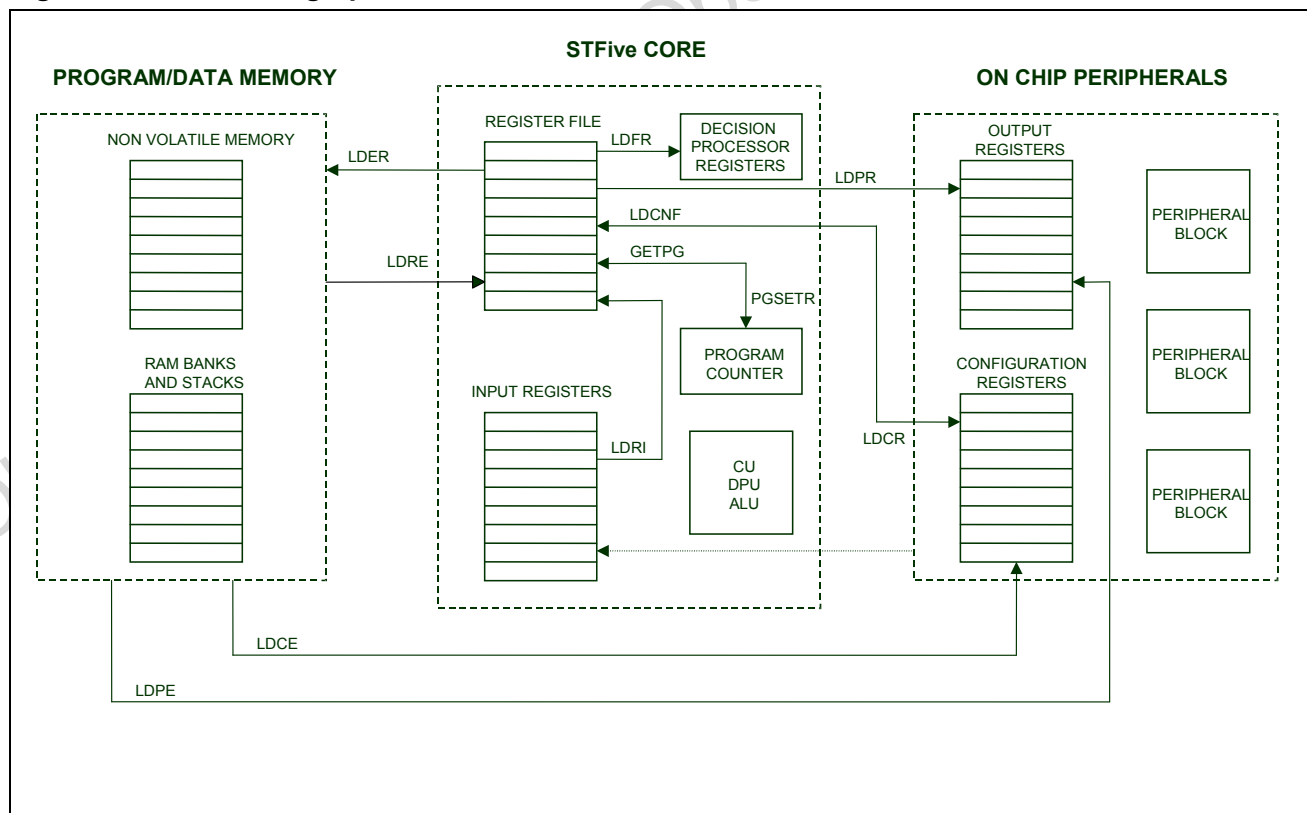 STFive CORE
PROGRAM/DATA MEMORY
ON CHIP PERIPHERALS
NON VOLATILE MEMORY
REGISTER FILE
DECISION
PROCESSOR
REGISTERS
OUTPUT
REGISTERS
LDER
LDFR
LDPR
PERIPHERAL
BLOCK
LDCNF
GETPG
LDRE
PGSETR
RAM BANKS
AND STACKS
PROGRAM
COUNTER
CONFIGURATION
REGISTERS
PERIPHERAL
BLOCK
INPUT REGISTERS
LDRI
LDCR
CU
DPU
ALU
PERIPHERAL
BLOCK
LDCE
LDPE